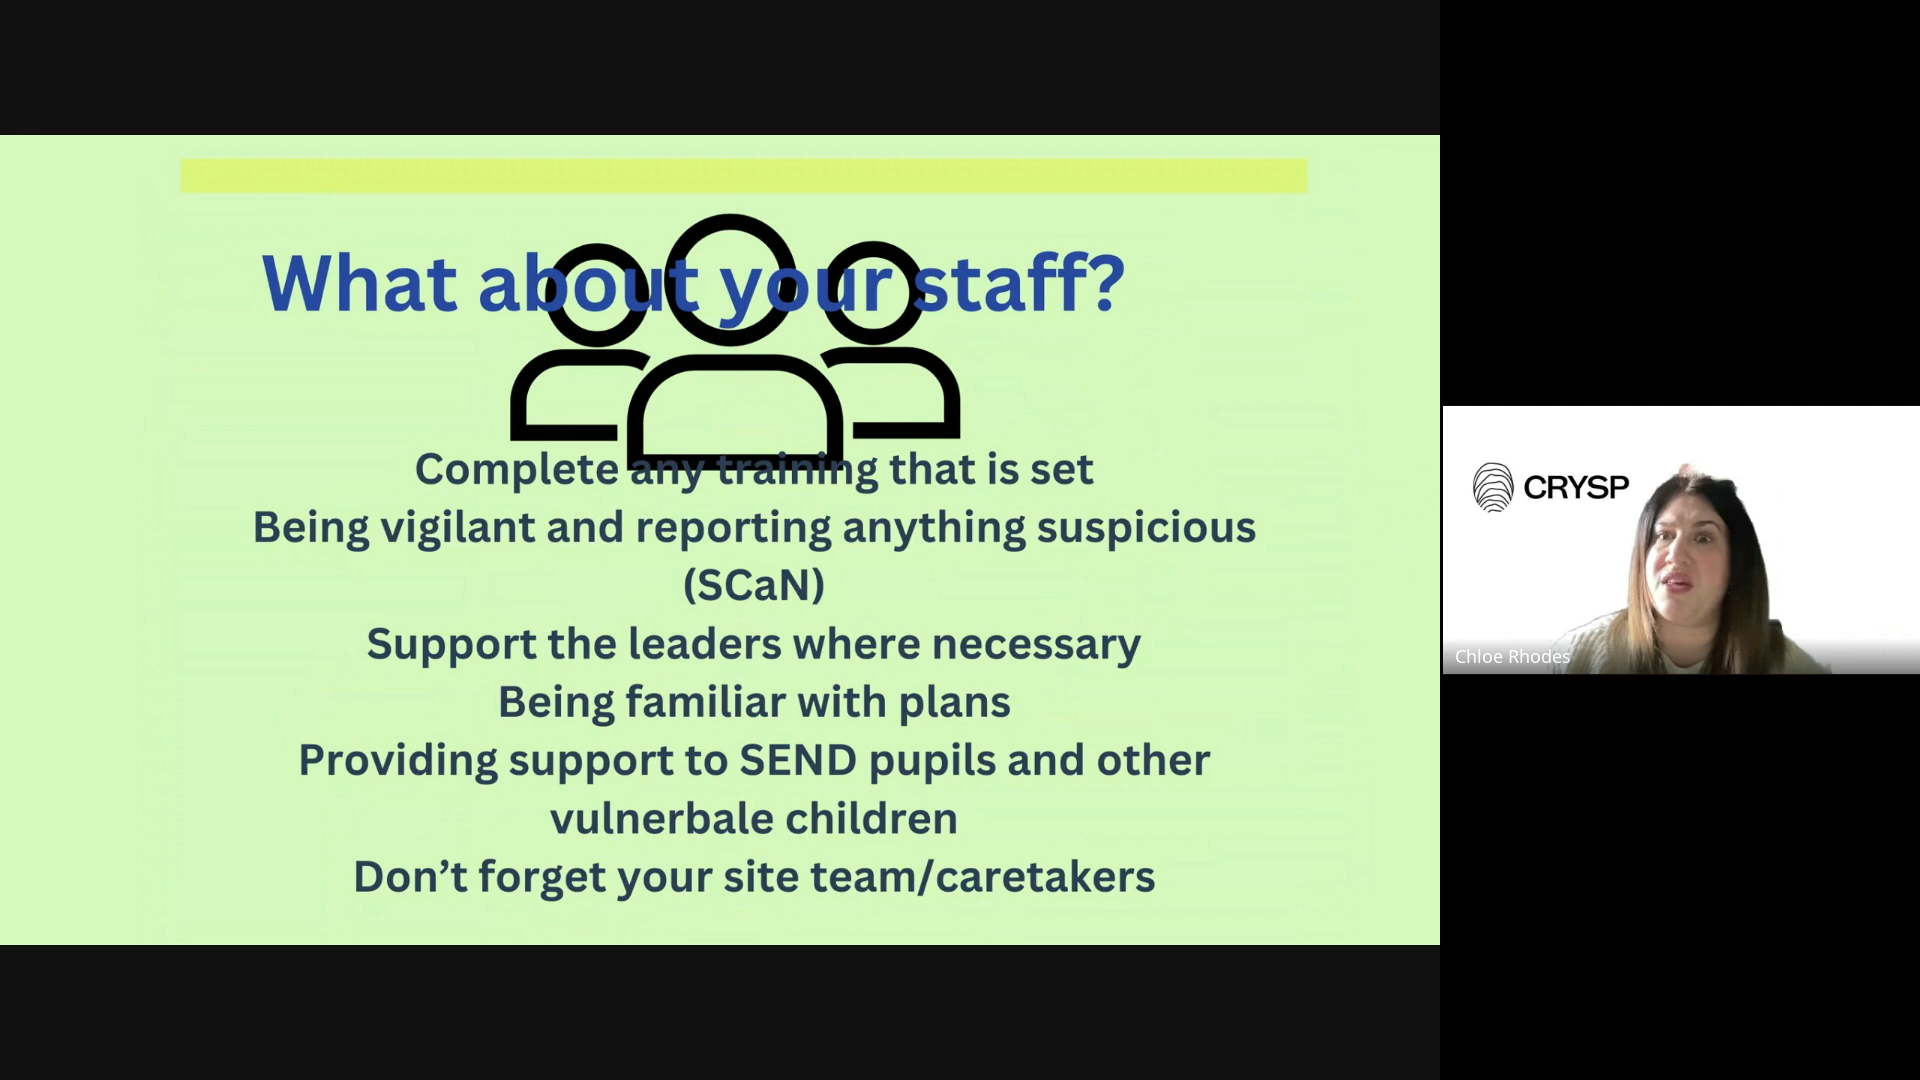 What about your staff?
Complete any training that is set
Being vigilant and reporting anything suspicious
(SCaN)
Support the leaders where necessary
Being familiar with plans
Providing support to SEND pupils and other
vulnerbale children
Don’t forget your site team/caretakers
CRYSP
Chloe Rhodes